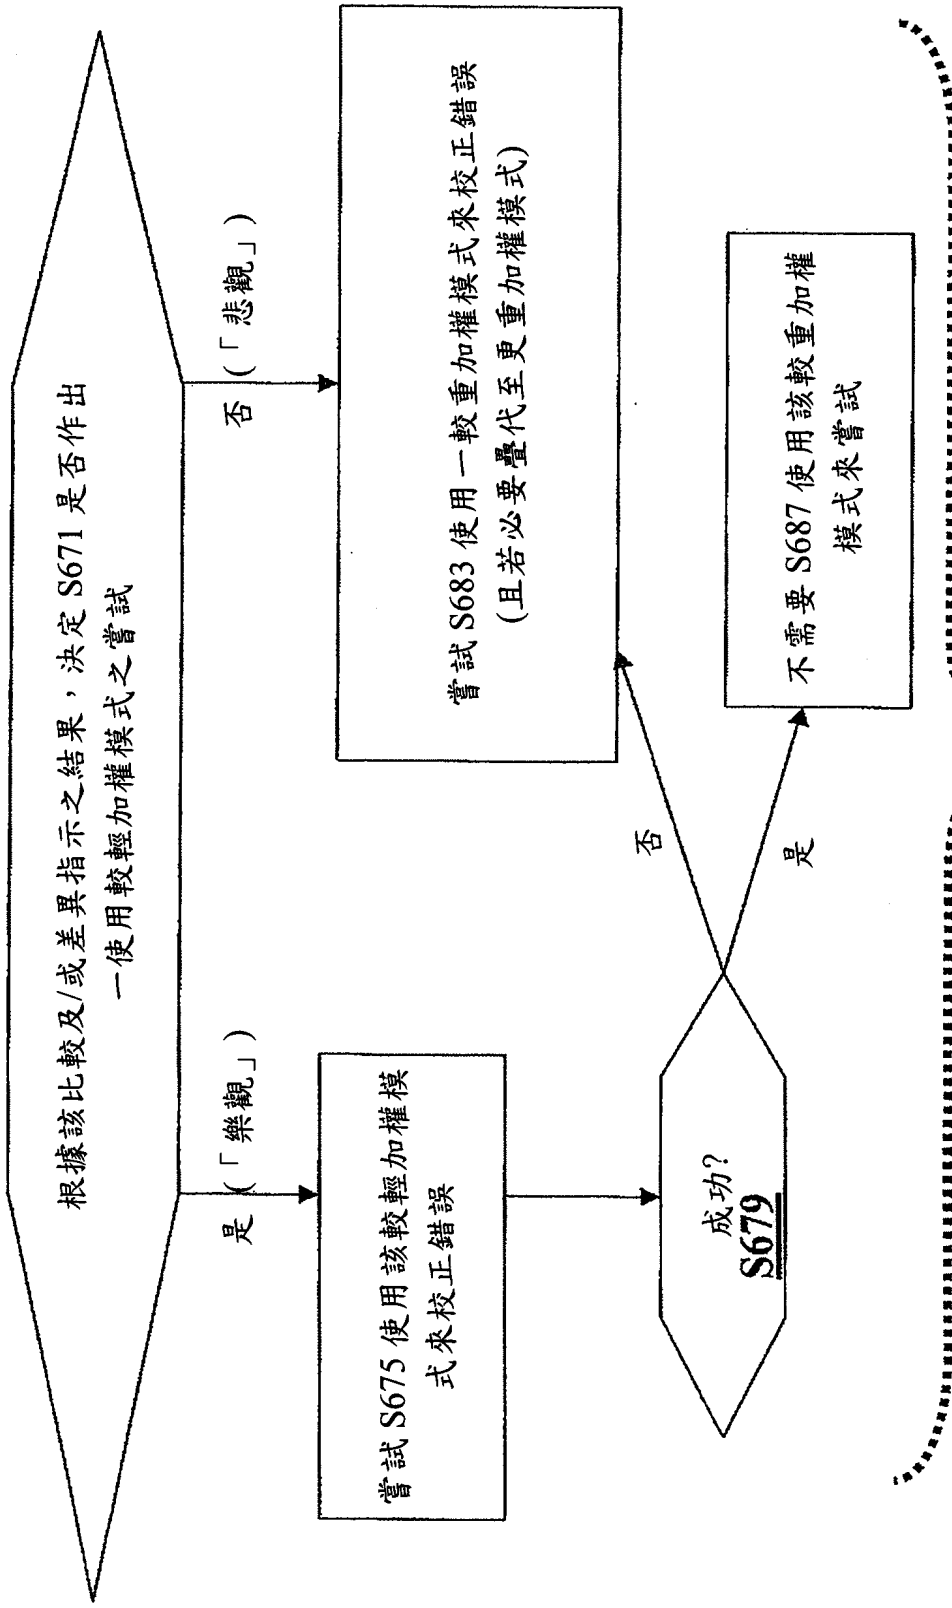 根據該比較及/或差異指示之結果，決定 S671 是否作出
一使用較輕加權模式之嘗試
是 (「樂觀」)
否 (「悲觀」)
嘗試 S675 使用該較輕加權模
式來校正錯誤
嘗試 S683 使用一較重加權模式來校正錯誤
(且若必要疊代至更重加權模式)
成功?
S679
否
是
不需要 S687 使用該較重加權
模式來嘗試